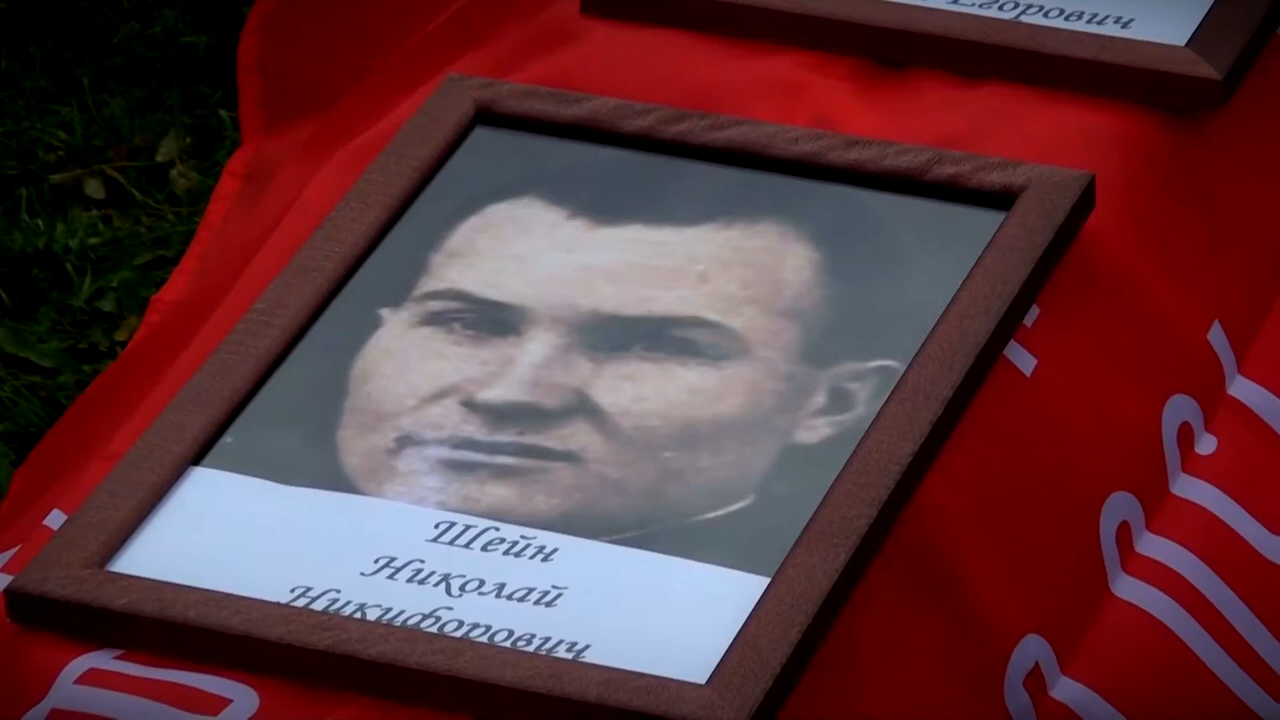 Егорович
Шейн
Николай
Никифорович